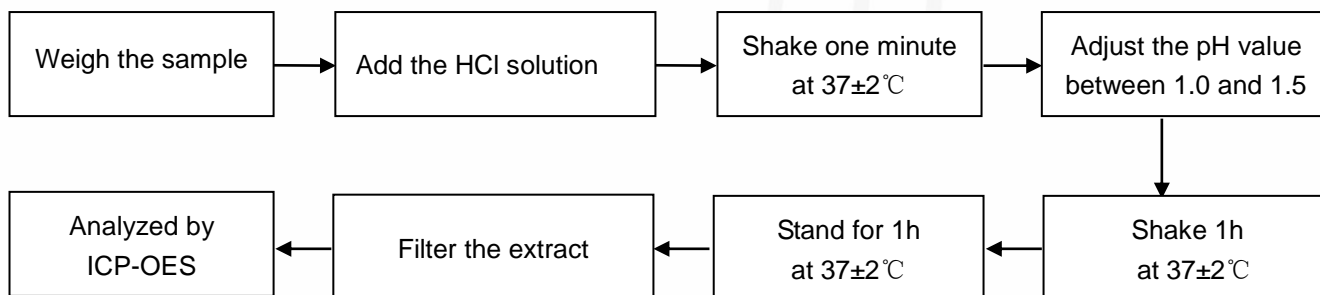 Weigh the sample
Add the HCl solution
Shake one minute
at 37±2℃
Adjust the pH value
between 1.0 and 1.5
Shake 1h
at 37±2℃
Stand for 1h
at 37±2℃
Filter the extract
Analyzed by
ICP-OES